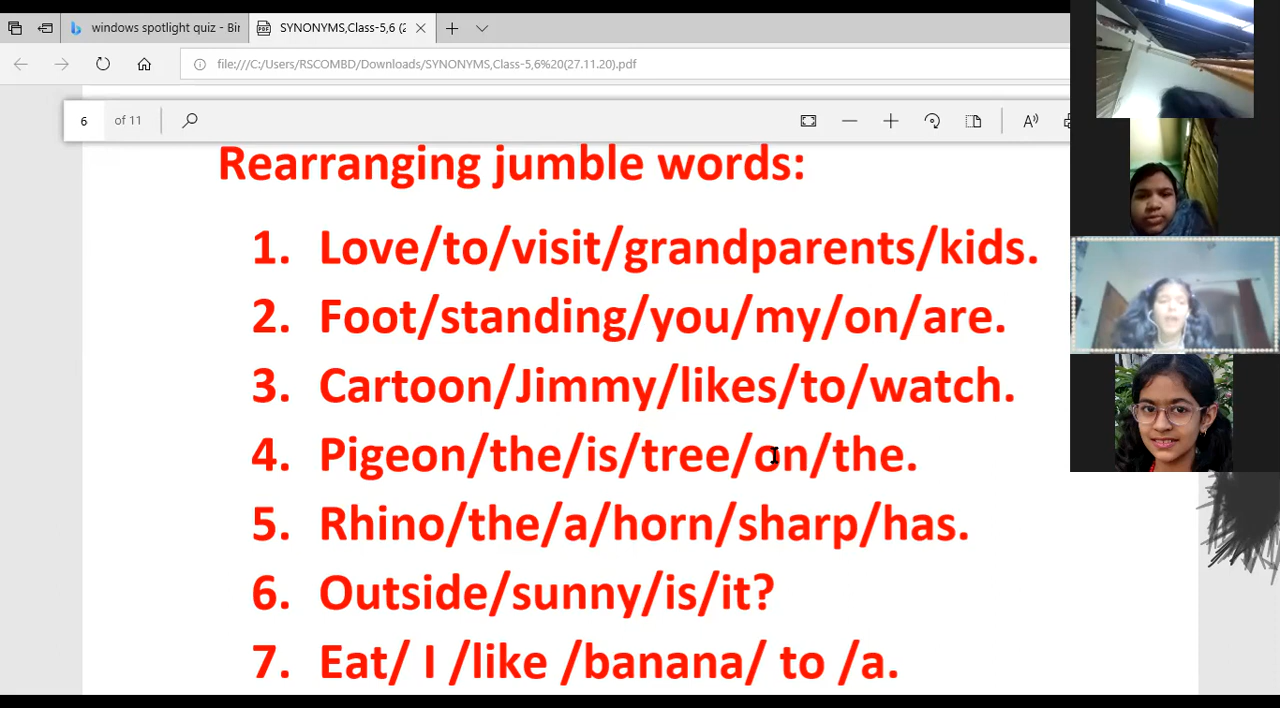 windows spotlight quiz - Bir
SYNONYMS,Class-5,6 (2
file:///C:/Users/RSCOMBD/Downloads/SYNONYMS,Class-5,6%20(27.11.20).pdf
6 of 11
Rearranging jumble words:
1. Love/to/visit/grandparents/kids.
2. Foot/standing/you/my/on/are.
3. Cartoon/Jimmy/likes/to/watch.
4. Pigeon/the/is/tree/on/the.
5. Rhino/the/a/horn/sharp/has.
6. Outside/sunny/is/it?
7. Eat/ I /like /banana/ to /a.